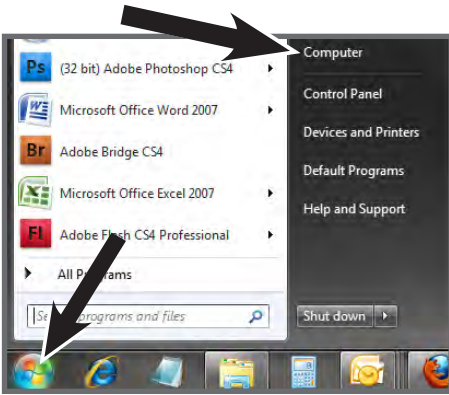 Computer
Ps (32 bit) Adobe Photoshop CS4
Control Panel
W Microsoft Office Word 2007
Devices and Printers
Br Adobe Bridge CS4
Default Programs
X Microsoft Office Excel 2007
Help and Support
Fl Adobe Flash CS4 Professional
All Programs
programs and files
Shut down